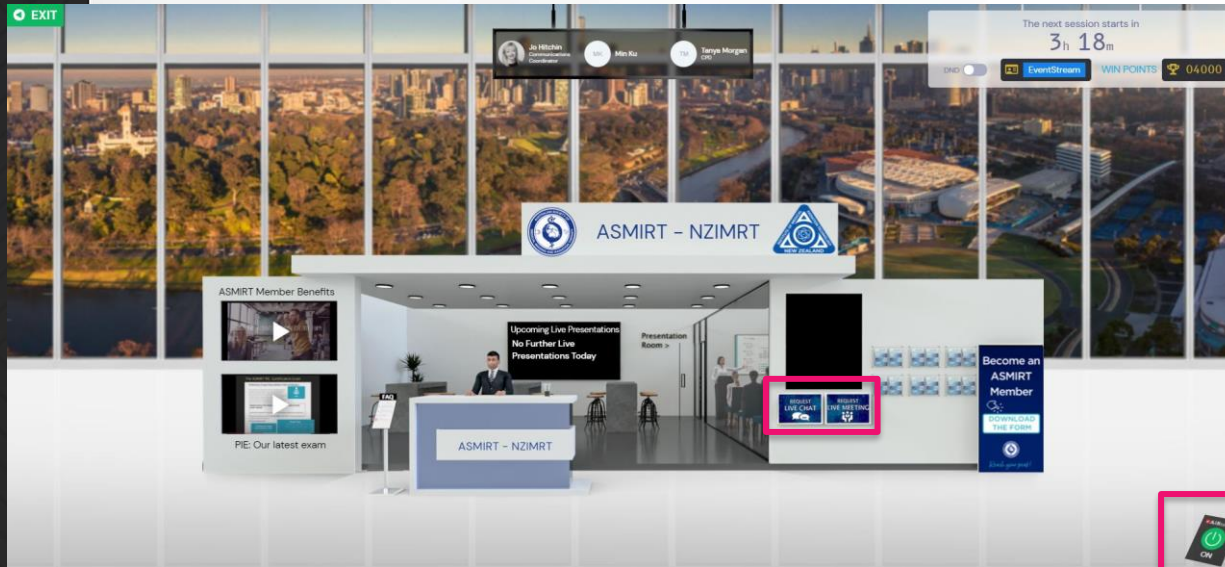 EXIT
Jo Hitchin
Communications
Coordinator
MK
Min Ku
TM
Tanya Morgan
CPD
The next session starts in
3h 18m
DND
EventStream
WIN POINTS
04000
ASMIRT – NZIMRT
NEW ZEALAND
ASMIRT Member Benefits
PIE: Our latest exam
FAQ
Upcoming Live Presentations
No Further Live
Presentations Today
Presentation
Room >
ASMIRT – NZIMRT
REQUEST
LIVE CHAT
REQUEST
LIVE MEETING
Become an
ASMIRT
Member
DOWNLOAD
THE FORM
ON